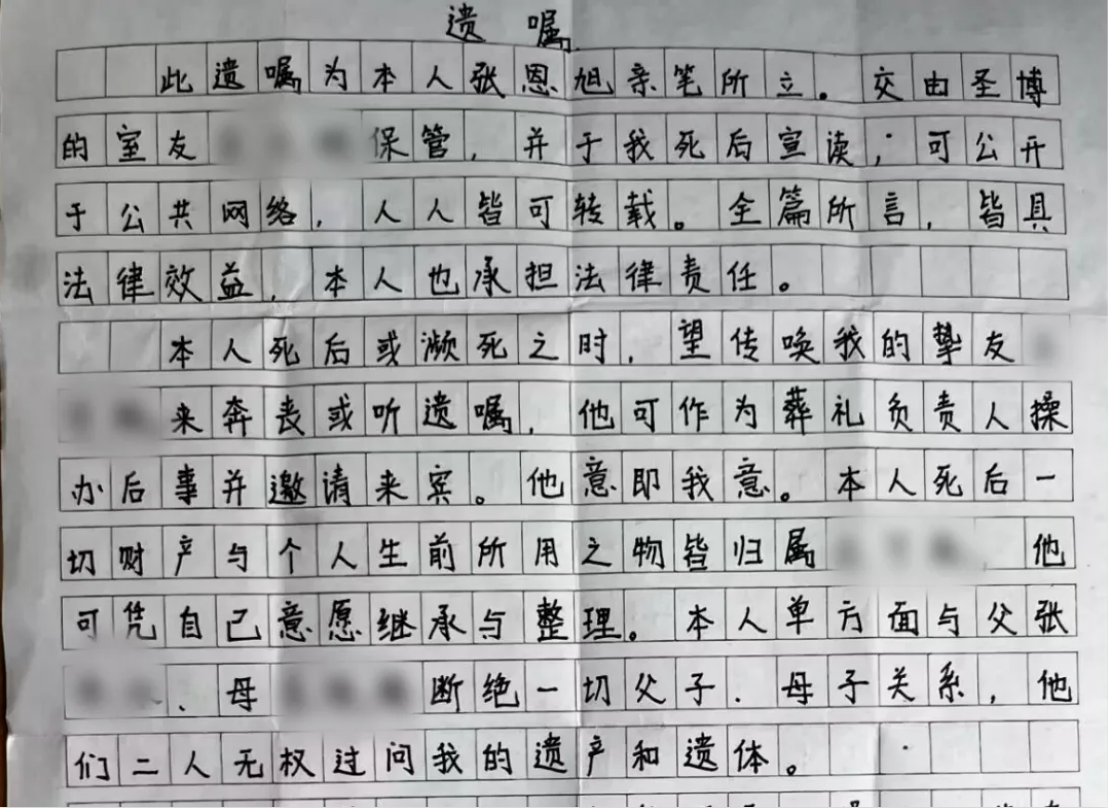 遗嘱
此遗嘱为本人张恩旭亲笔所立。交由圣博
的室友保管，并于我死后宣读；可公开
于公共网络，人人皆可转载。全篇所言，皆具
法律效益，本人也承担法律责任。
本人死后或濒死之时，望传唤我的挚友
来奔丧或听遗嘱，他可作为葬礼负责人操
办后事并邀请来宾。他意即我意。本人死后一
切财产与个人生前所用之物皆归属他
可凭自己意愿继承与整理。本人单方面与父张
、母断绝一切父子、母子关系，他
们二人无权过问我的遗产和遗体。